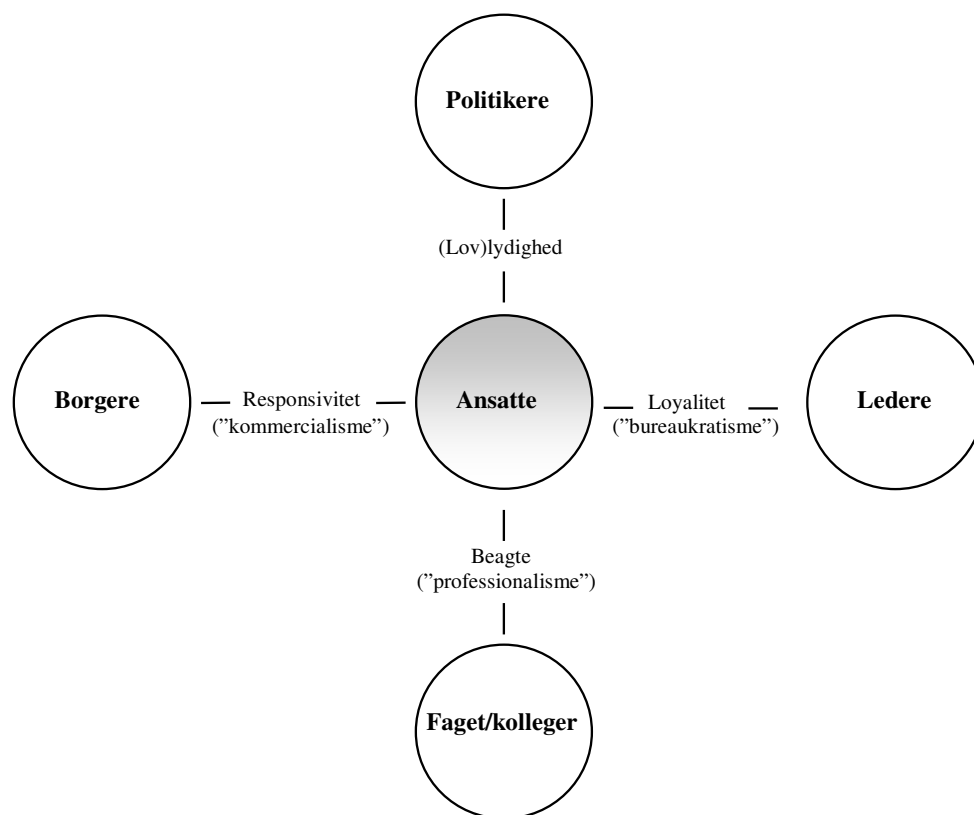 Politikere
(Lov)lydighed
Borgere
Responsivitet
(”kommercialisme”)
Ansatte
Loyalitet
(”bureaukratisme”)
Ledere
Beagte
(”professionalisme”)
Faget/kolleger